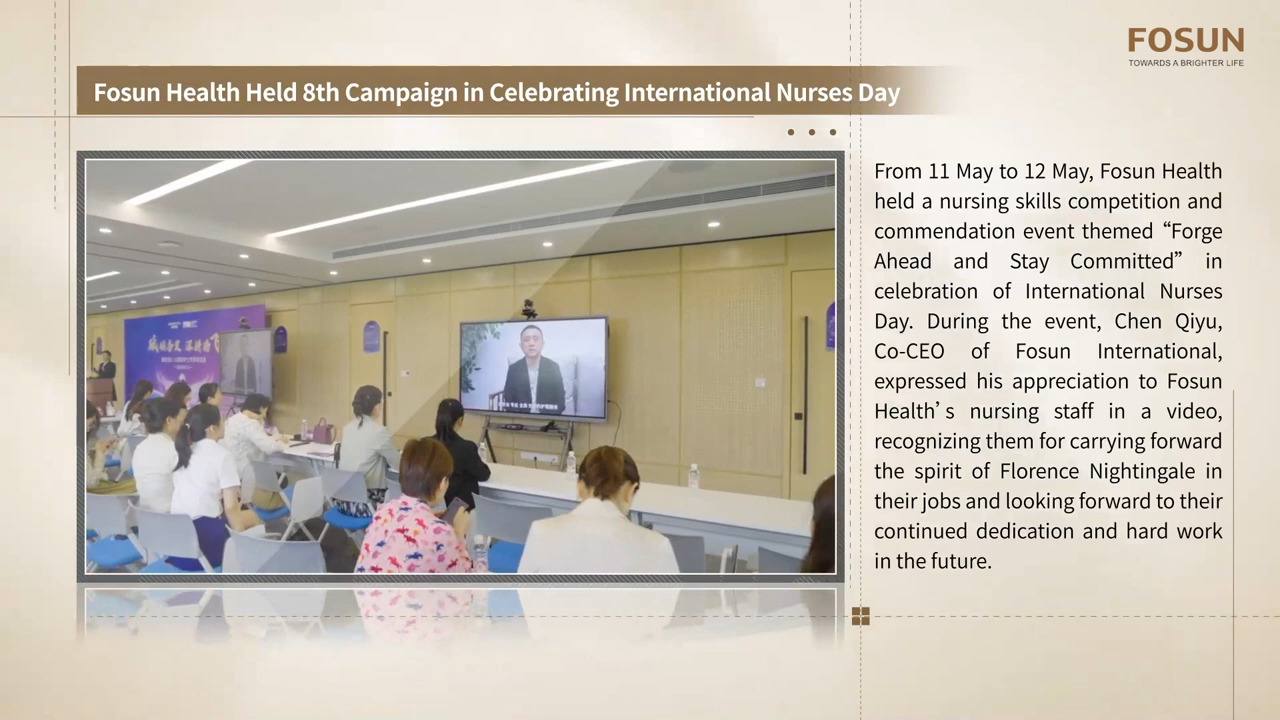 FOSUN
TOWARDS A BRIGHTER LIFE
Fosun Health Held 8th Campaign in Celebrating International Nurses Day
From 11 May to 12 May, Fosun Health
held a nursing skills competition and
commendation event themed “Forge
Ahead and Stay Committed” in
celebration of International Nurses
Day. During the event, Chen Qiyu,
Co-CEO of Fosun International,
expressed his appreciation to Fosun
Health’s nursing staff in a video,
recognizing them for carrying forward
the spirit of Florence Nightingale in
their jobs and looking forward to their
continued dedication and hard work
in the future.